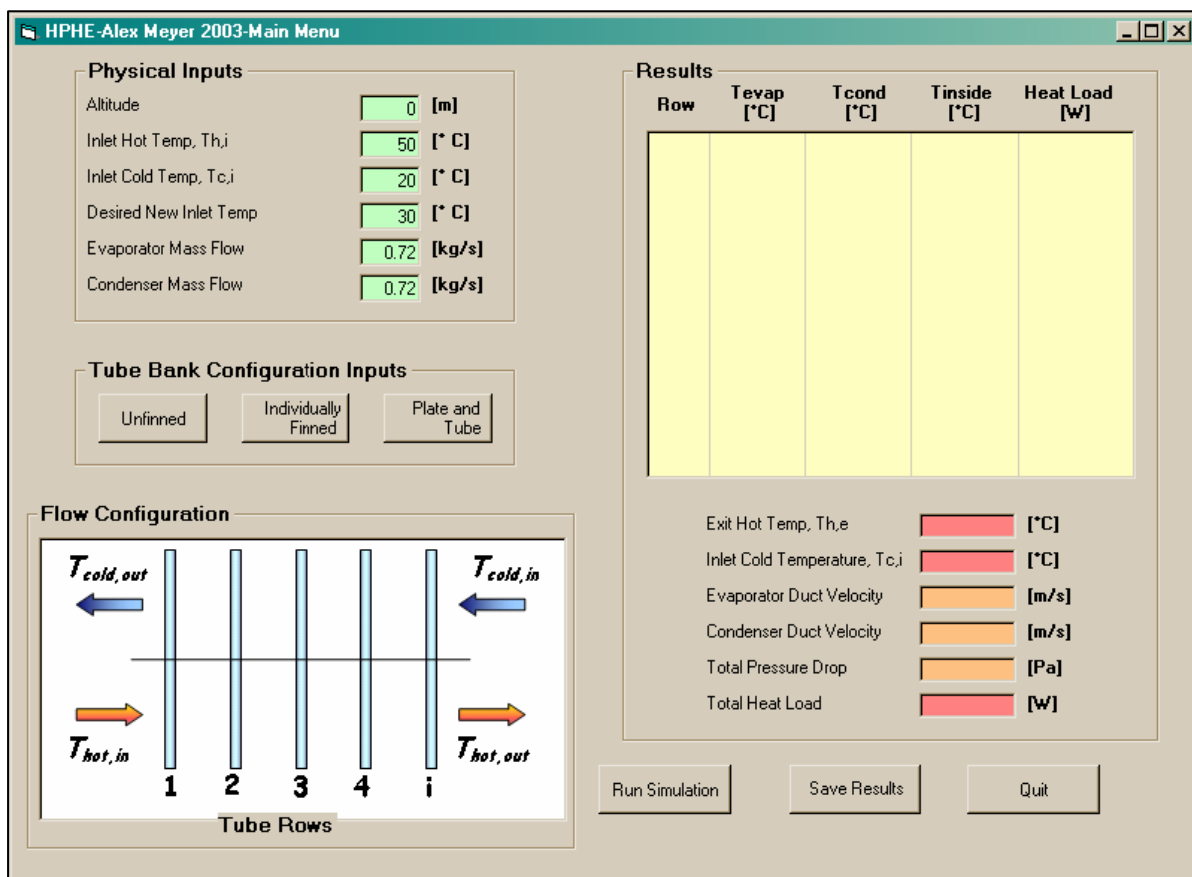 HPHE-Alex Meyer 2003-Main Menu
Physical Inputs
Altitude 0 [m]
Inlet Hot Temp, Th,i 50 [° C]
Inlet Cold Temp, Tc,i 20 [° C]
Desired New Inlet Temp 30 [° C]
Evaporator Mass Flow 0.72 [kg/s]
Condenser Mass Flow 0.72 [kg/s]
Tube Bank Configuration Inputs
Unfinned
Individually
Finned
Plate and
Tube
Flow Configuration
Tcold,out Tcold,in
Thot,in Thot,out
1 2 3 4 i
Tube Rows
Results
Row Tevap Tcond Tinside Heat Load
[°C] [°C] [°C] [W]
Exit Hot Temp, Th,e [°C]
Inlet Cold Temperature, Tc,i [°C]
Evaporator Duct Velocity [m/s]
Condenser Duct Velocity [m/s]
Total Pressure Drop [Pa]
Total Heat Load [W]
Run Simulation Save Results Quit